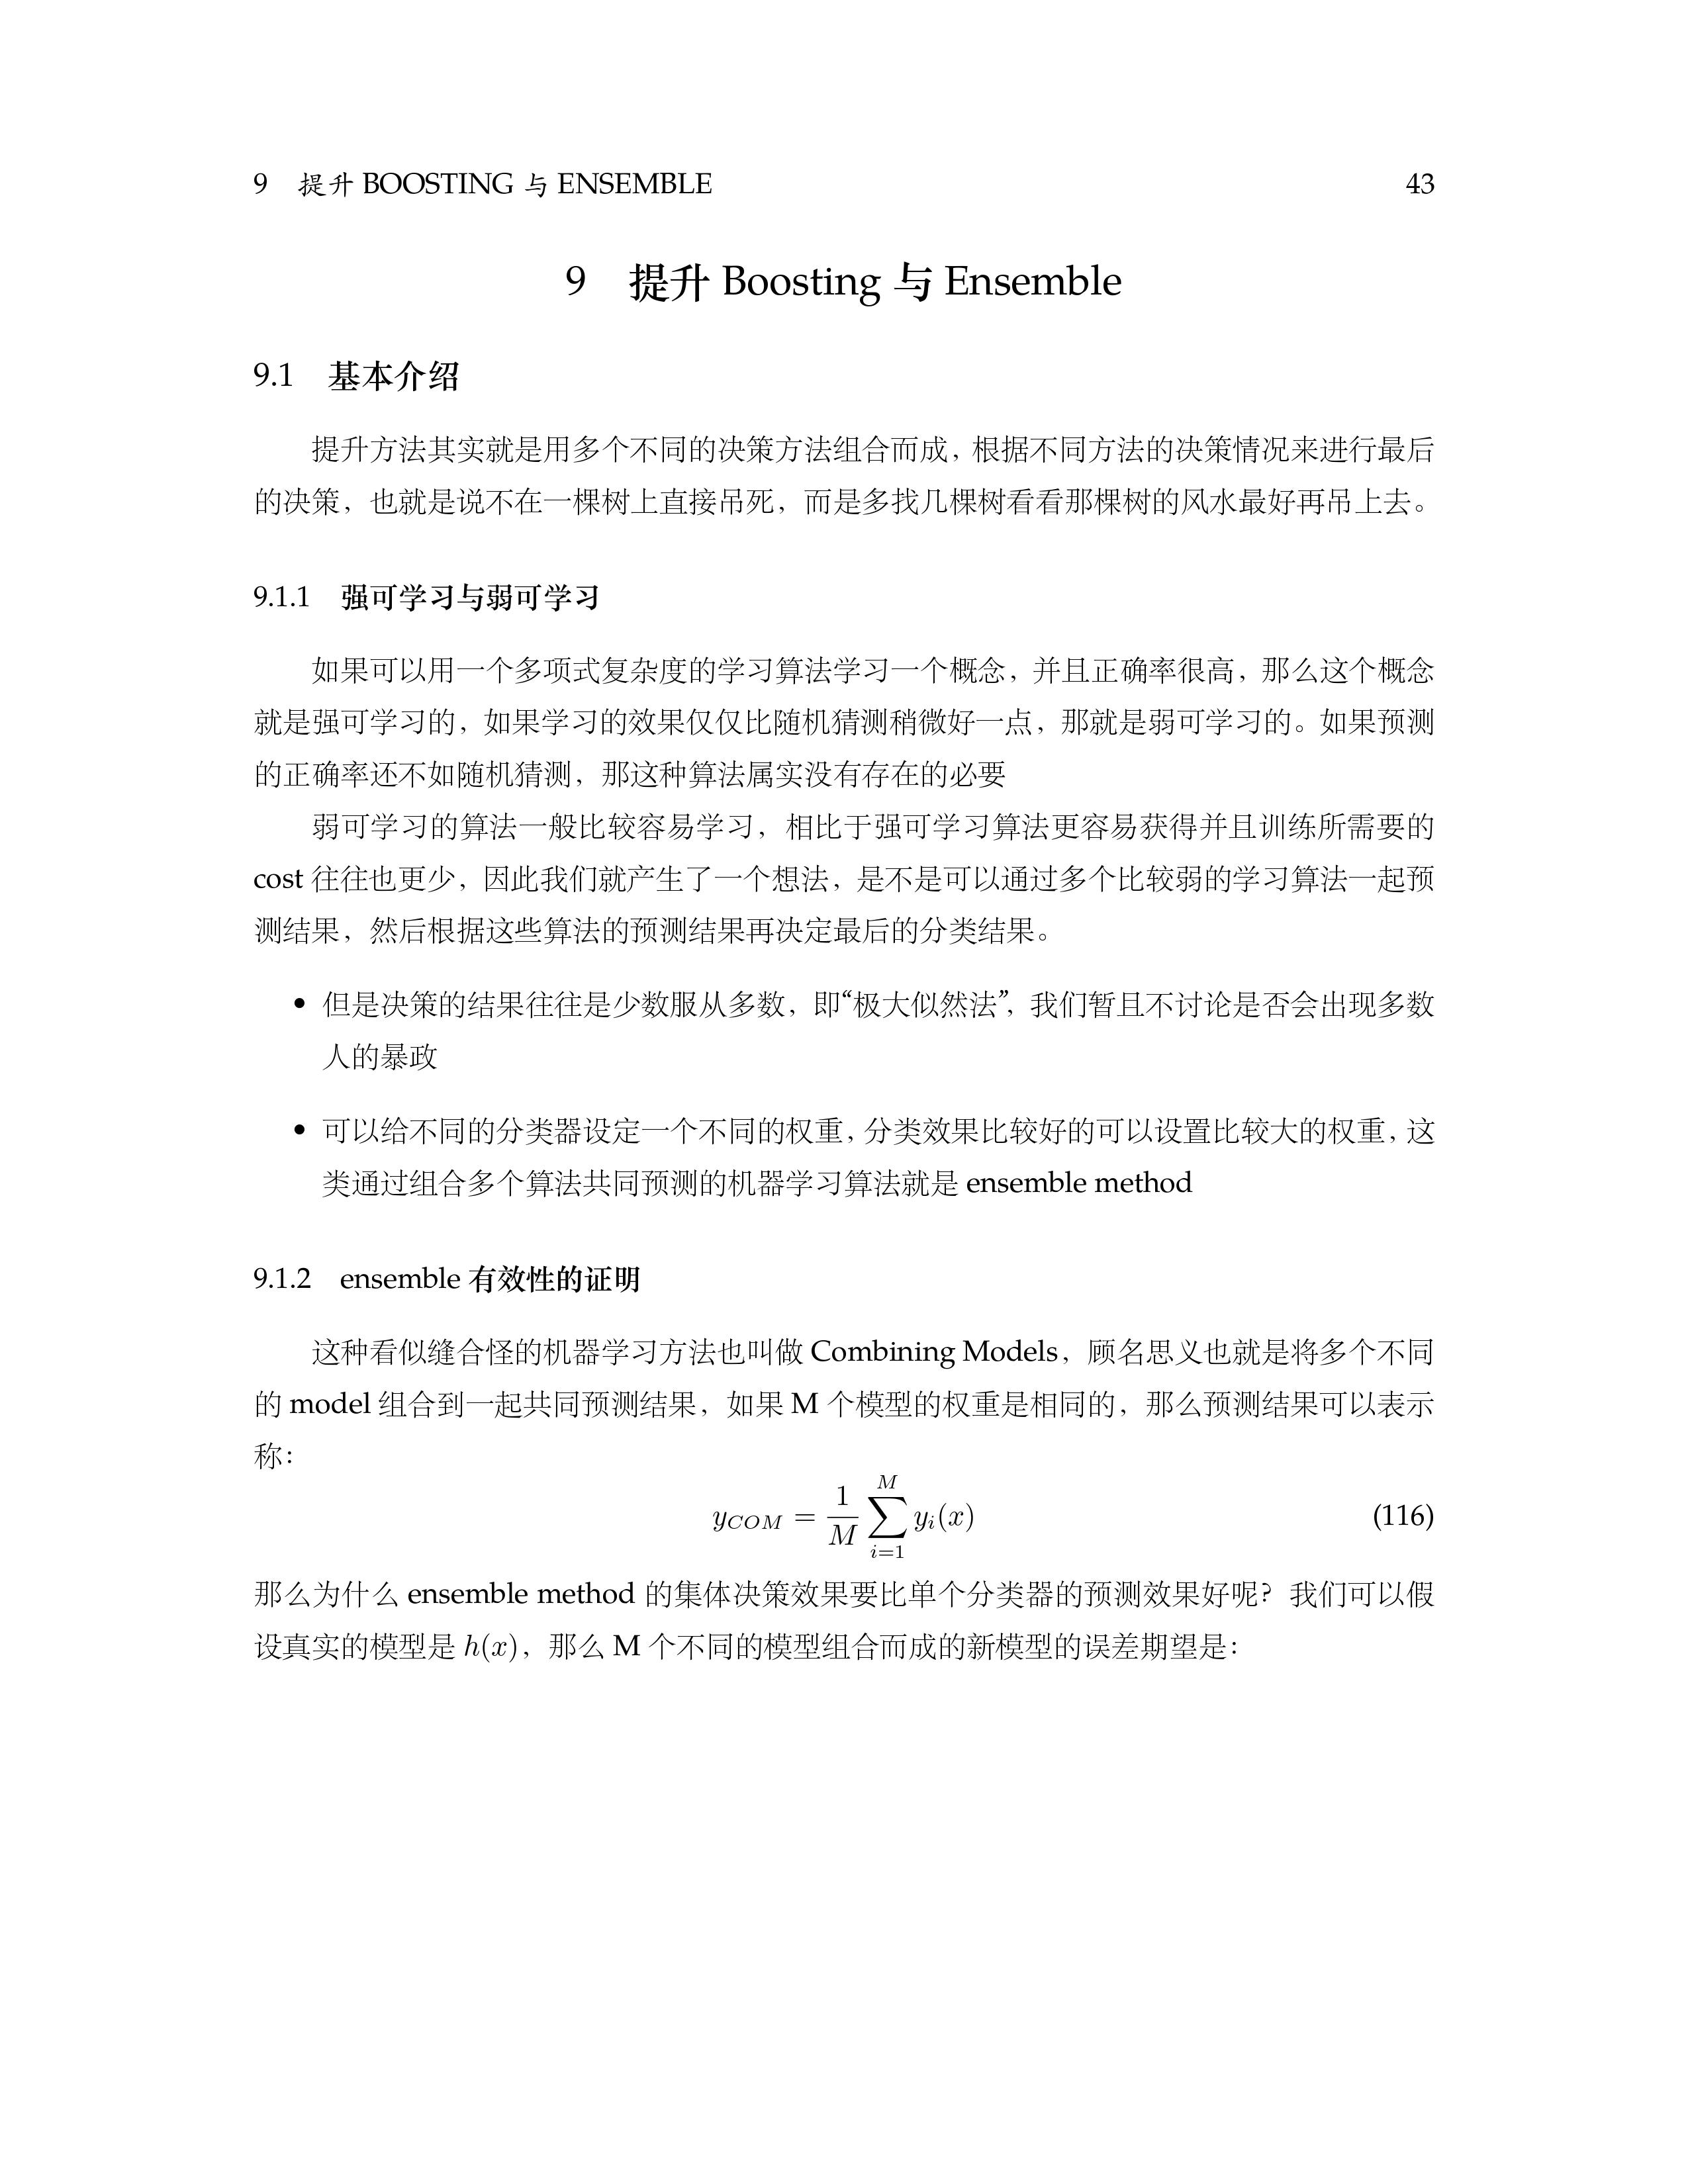 9 提升 BOOSTING 与 ENSEMBLE 43
9 提升 Boosting 与 Ensemble
9.1 基本介绍
提升方法其实就是用多个不同的决策方法组合而成，根据不同方法的决策情况来进行最后
的决策，也就是说不在一棵树上直接吊死，而是多找几棵树看看那棵树的风水最好再吊上去。
9.1.1 强可学习与弱可学习
如果可以用一个多项式复杂度的学习算法学习一个概念，并且正确率很高，那么这个概念
就是强可学习的，如果学习的效果仅仅比随机猜测稍微好一点，那就是弱可学习的。如果预测
的正确率还不如随机猜测，那这种算法属实没有存在的必要
弱可学习的算法一般比较容易学习，相比于强可学习算法更容易获得并且训练所需要的
cost 往往也更少，因此我们就产生了一个想法，是不是可以通过多个比较弱的学习算法一起预
测结果，然后根据这些算法的预测结果再决定最后的分类结果。
• 但是决策的结果往往是少数服从多数，即“极大似然法”，我们暂且不讨论是否会出现多数
人的暴政
• 可以给不同的分类器设定一个不同的权重，分类效果比较好的可以设置比较大的权重，这
类通过组合多个算法共同预测的机器学习算法就是 ensemble method
9.1.2 ensemble 有效性的证明
这种看似缝合怪的机器学习方法也叫做 Combining Models，顾名思义也就是将多个不同
的 model 组合到一起共同预测结果，如果 M 个模型的权重是相同的，那么预测结果可以表示
称：
$y_{COM} = \frac{1}{M} \sum_{i=1}^{M} y_i(x)$ (116)
那么为什么 ensemble method 的集体决策效果要比单个分类器的预测效果好呢？我们可以假
设真实的模型是 h(x)，那么 M 个不同的模型组合而成的新模型的误差期望是：